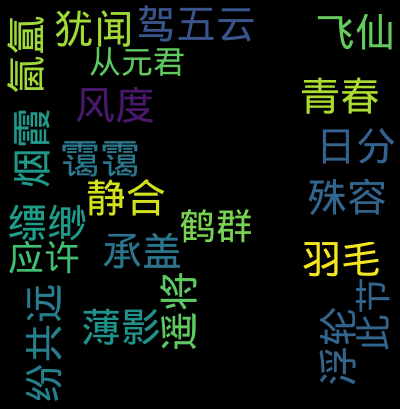 氤氲
犹闻
驾五云
飞仙
从元君
风度
青春
烟霞
霭霭
日分
静合
殊容
缥缈
鹤群
应许
承盖
羽毛
纷共远
薄影
遥将
浮轮
此节